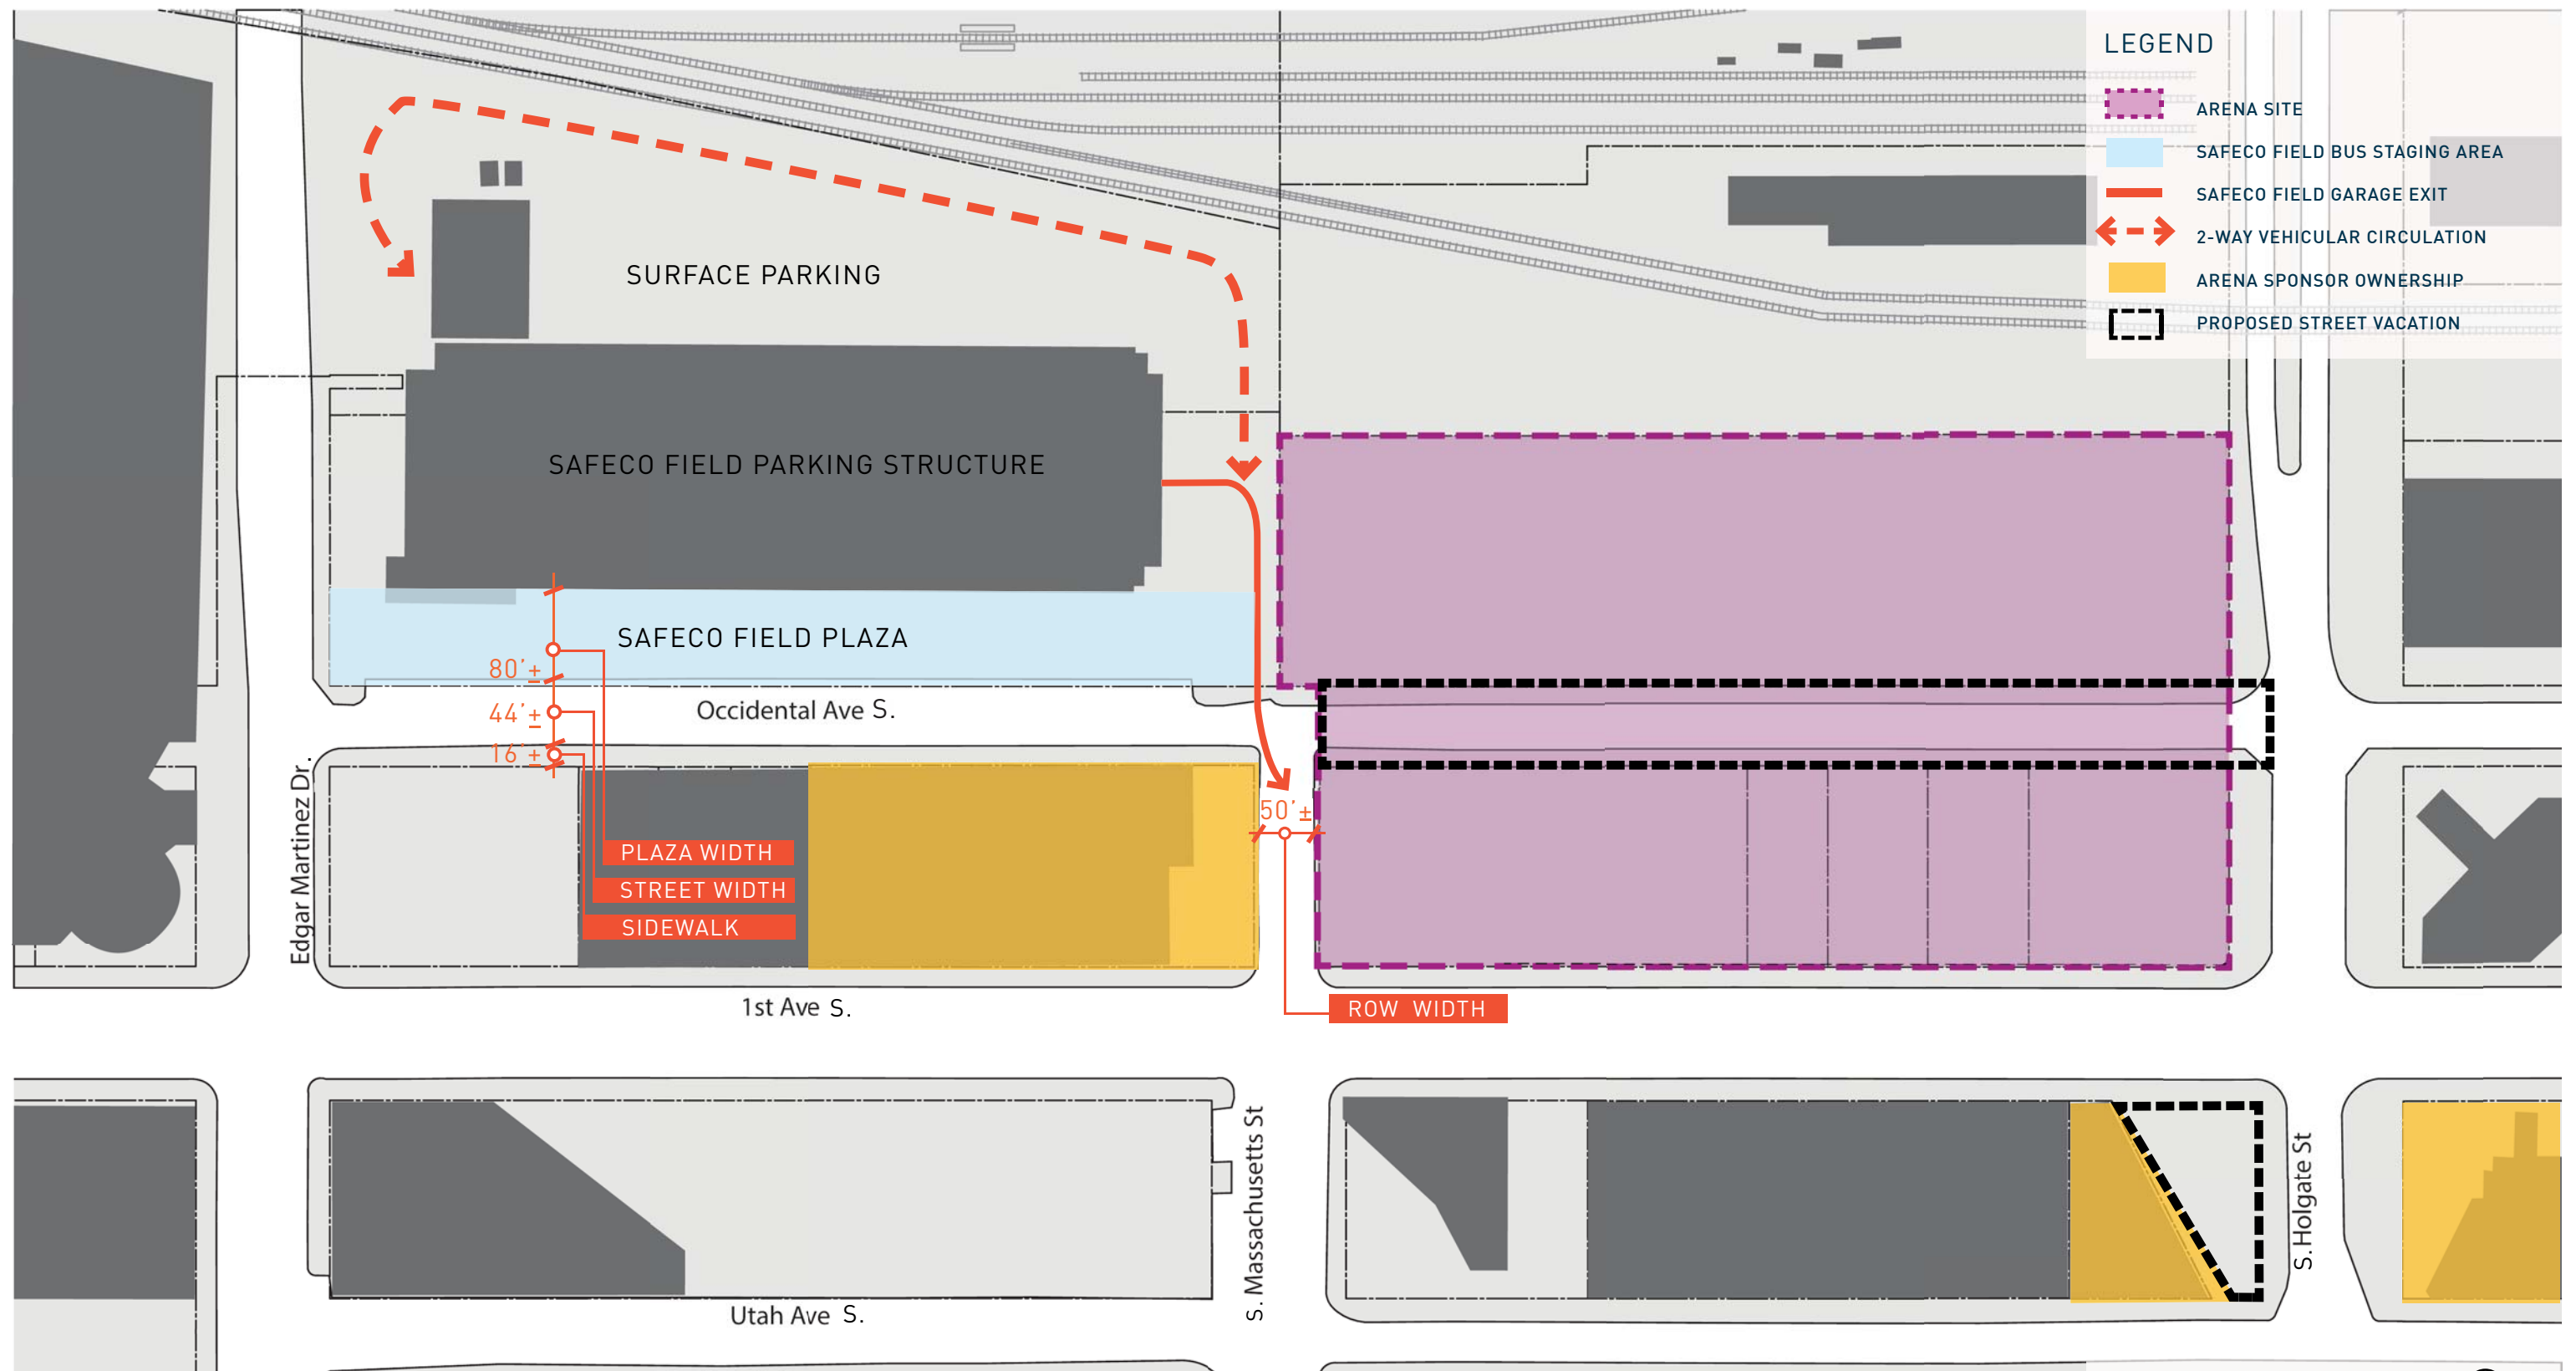 LEGEND
ARENA SITE
SAFECO FIELD BUS STAGING AREA
SAFECO FIELD GARAGE EXIT
2-WAY VEHICULAR CIRCULATION
ARENA SPONSOR OWNERSHIP
PROPOSED STREET VACATION
SURFACE PARKING
SAFECO FIELD PARKING STRUCTURE
SAFECO FIELD PLAZA
80'±
44'±
16'±
Occidental Ave S.
Edgar Martinez Dr.
50'±
PLAZA WIDTH
STREET WIDTH
SIDEWALK
1st Ave S.
ROW WIDTH
S. Massachusetts St
S. Holgate St
Utah Ave S.